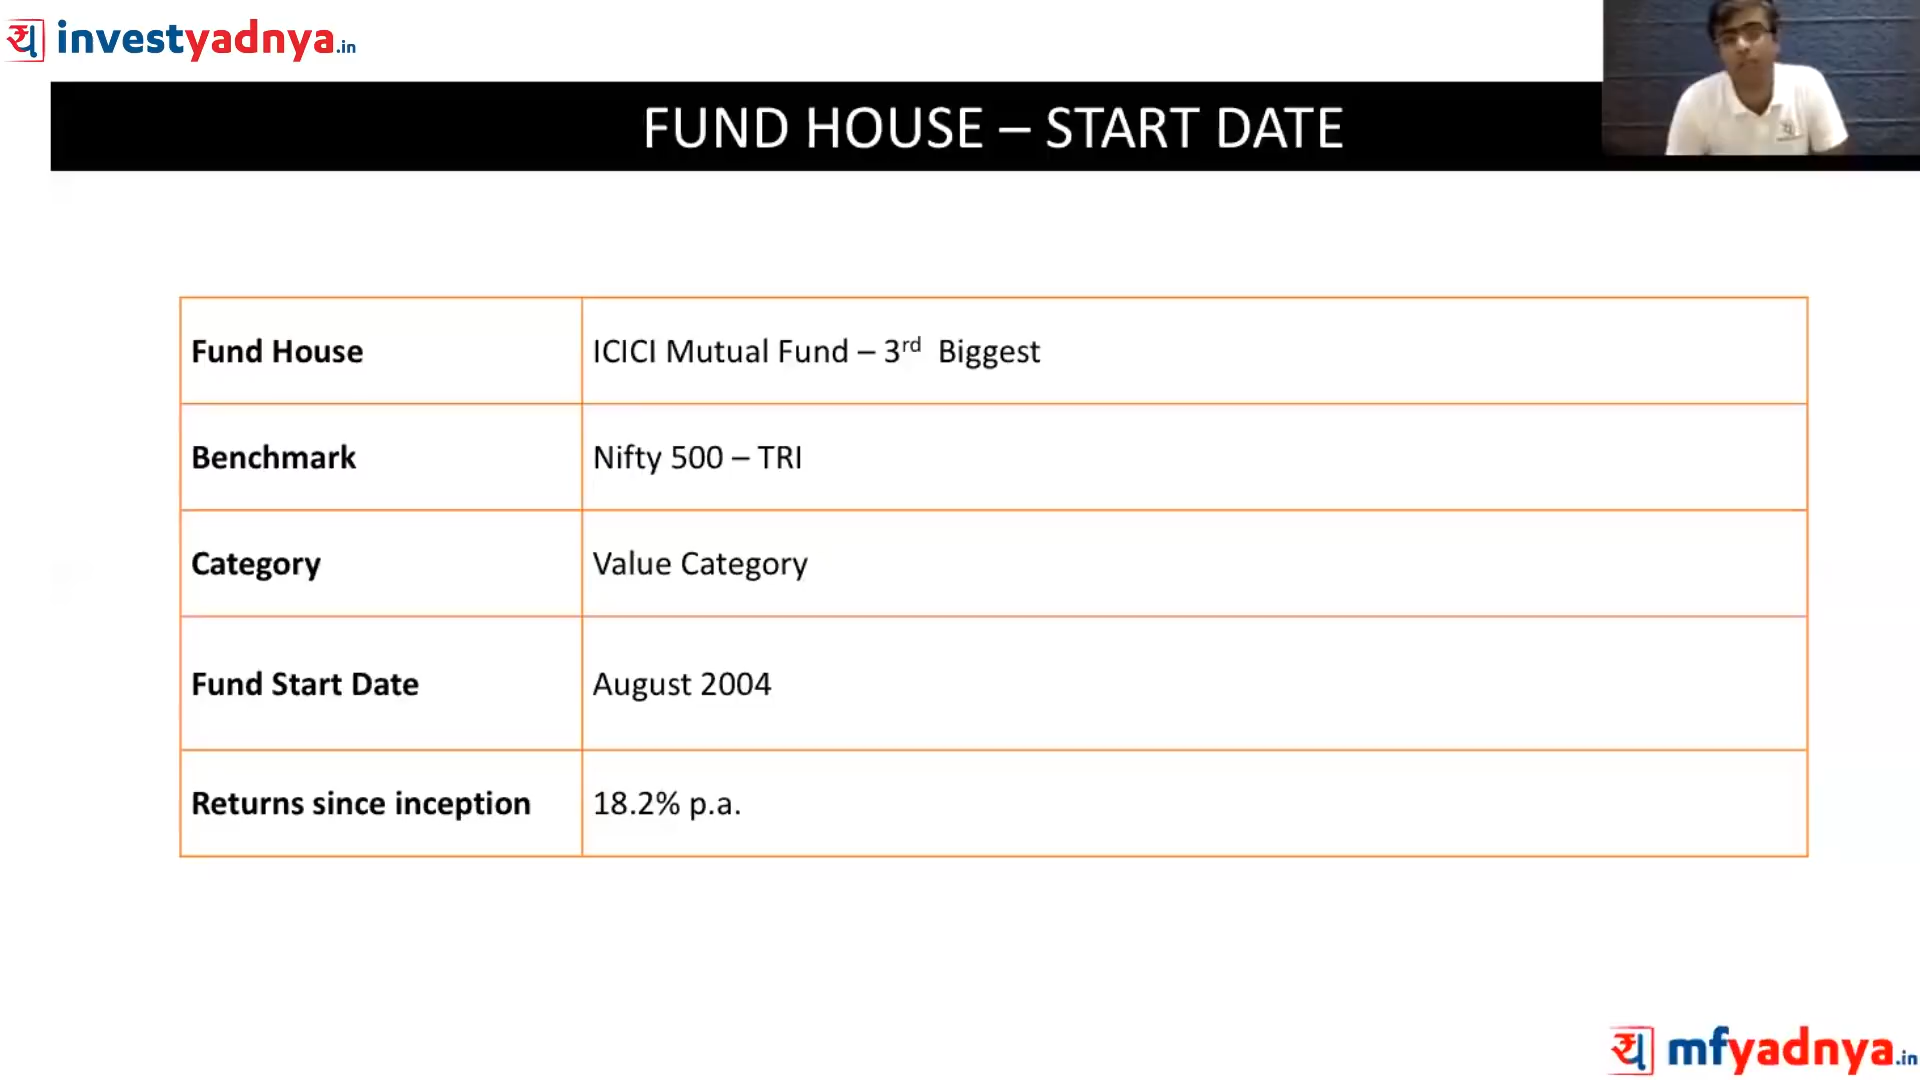 investyadnya.in
FUND HOUSE – START DATE
Fund House ICICI Mutual Fund – 3rd Biggest
Benchmark Nifty 500 – TRI
Category Value Category
Fund Start Date August 2004
Returns since inception 18.2% p.a.
mfyadnya.in